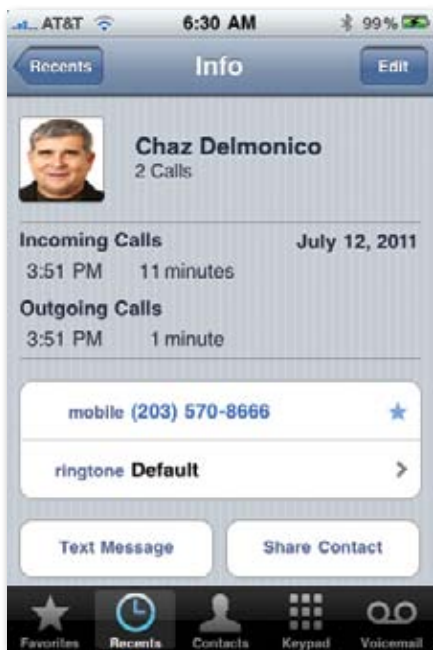 AT&T 6:30 AM 99%
Recents Info Edit
Chaz Delmonico
2 Calls
Incoming Calls July 12, 2011
3:51 PM 11 minutes
Outgoing Calls
3:51 PM 1 minute
mobile (203) 570-8666
ringtone Default
Text Message Share Contact
Favorites Recents Contacts Keypad Voicemail